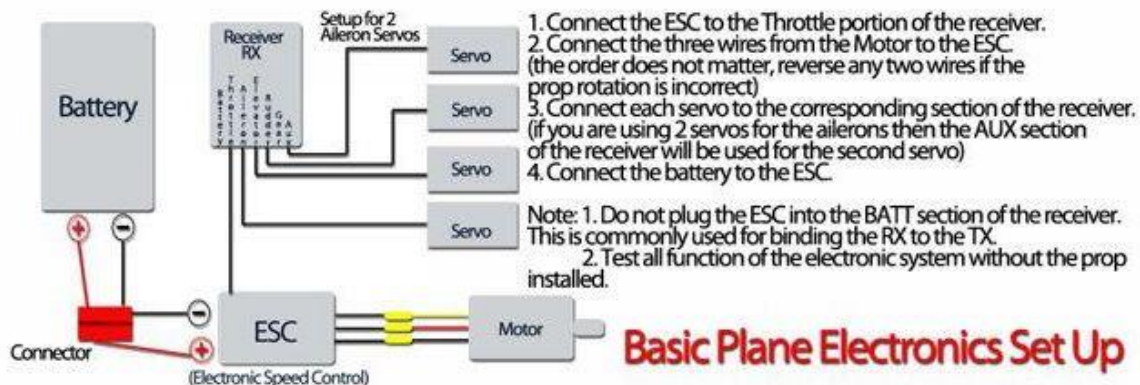 Setup for 2
Aileron Servos
Receiver
RX
Battery
Throttle
Aileron
Elevator
Rudder
Gear
Aux
Servo
Servo
Servo
Servo
Battery
+
-
-
+
Connector
ESC
(Electronic Speed Control)
Motor
1. Connect the ESC to the Throttle portion of the receiver.
2. Connect the three wires from the Motor to the ESC.
(the order does not matter, reverse any two wires if the
prop rotation is incorrect)
3. Connect each servo to the corresponding section of the receiver.
(if you are using 2 servos for the ailerons then the AUX section
of the receiver will be used for the second servo)
4. Connect the battery to the ESC.
Note: 1. Do not plug the ESC into the BATT section of the receiver.
This is commonly used for binding the RX to the TX.
2. Test all function of the electronic system without the prop
installed.
Basic Plane Electronics Set Up